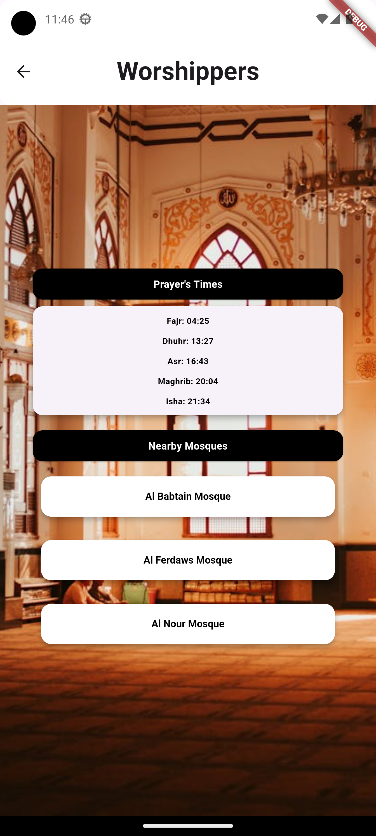 11:46
DEBUG
Worshippers
Prayer's Times
Fajr: 04:25
Dhuhr: 13:27
Asr: 16:43
Maghrib: 20:04
Isha: 21:34
Nearby Mosques
Al Babtain Mosque
Al Ferdaws Mosque
Al Nour Mosque